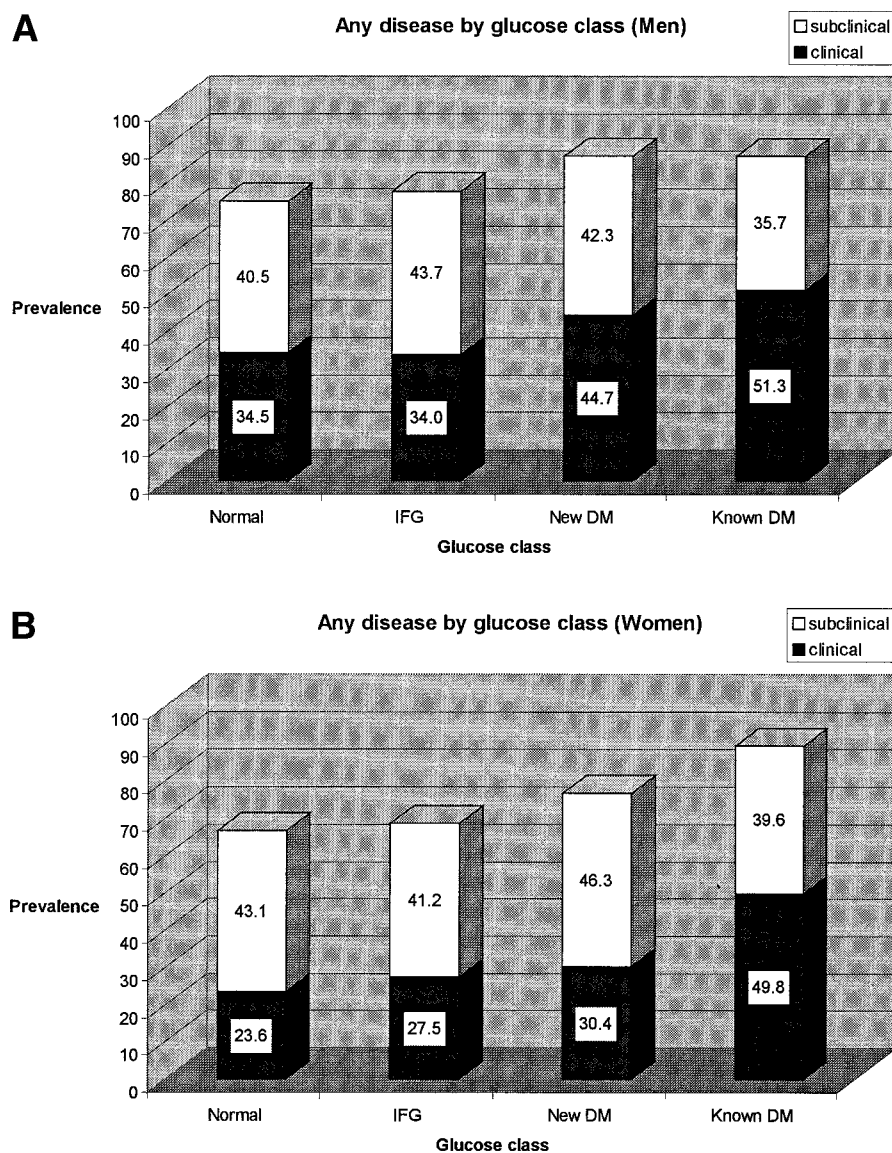 A
Any disease by glucose class (Men)
subclinical
clinical
100
90
80
70
60
50
40
30
20
10
0
Prevalence
40.5
43.7
42.3
35.7
34.5
34.0
44.7
51.3
Normal IFG New DM Known DM
Glucose class
B
Any disease by glucose class (Women)
subclinical
clinical
100
90
80
70
60
50
40
30
20
10
0
Prevalence
43.1
41.2
46.3
39.6
23.6
27.5
30.4
49.8
Normal IFG New DM Known DM
Glucose class